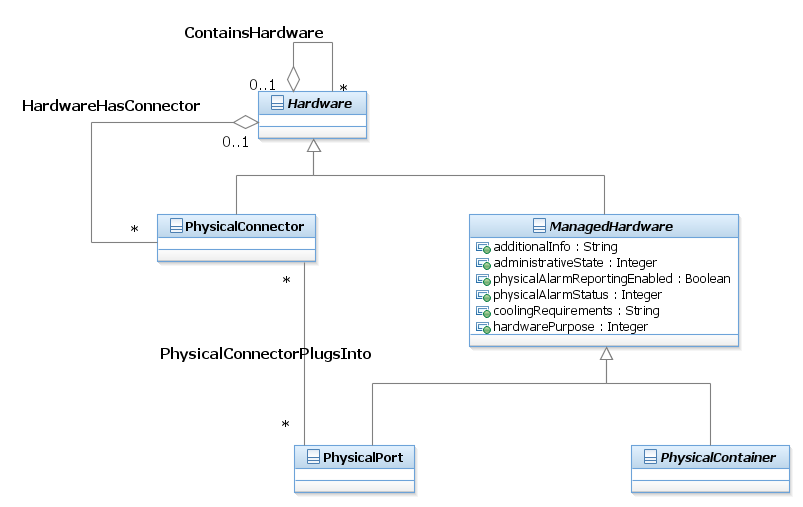 ContainsHardware
0..1
*
Hardware
HardwareHasConnector
0..1
*
PhysicalConnector
ManagedHardware
additionalInfo : String
administrativeState : Integer
physicalAlarmReportingEnabled : Boolean
physicalAlarmStatus : Integer
coolingRequirements : String
hardwarePurpose : Integer
*
PhysicalConnectorPlugsInto
*
PhysicalPort
PhysicalContainer